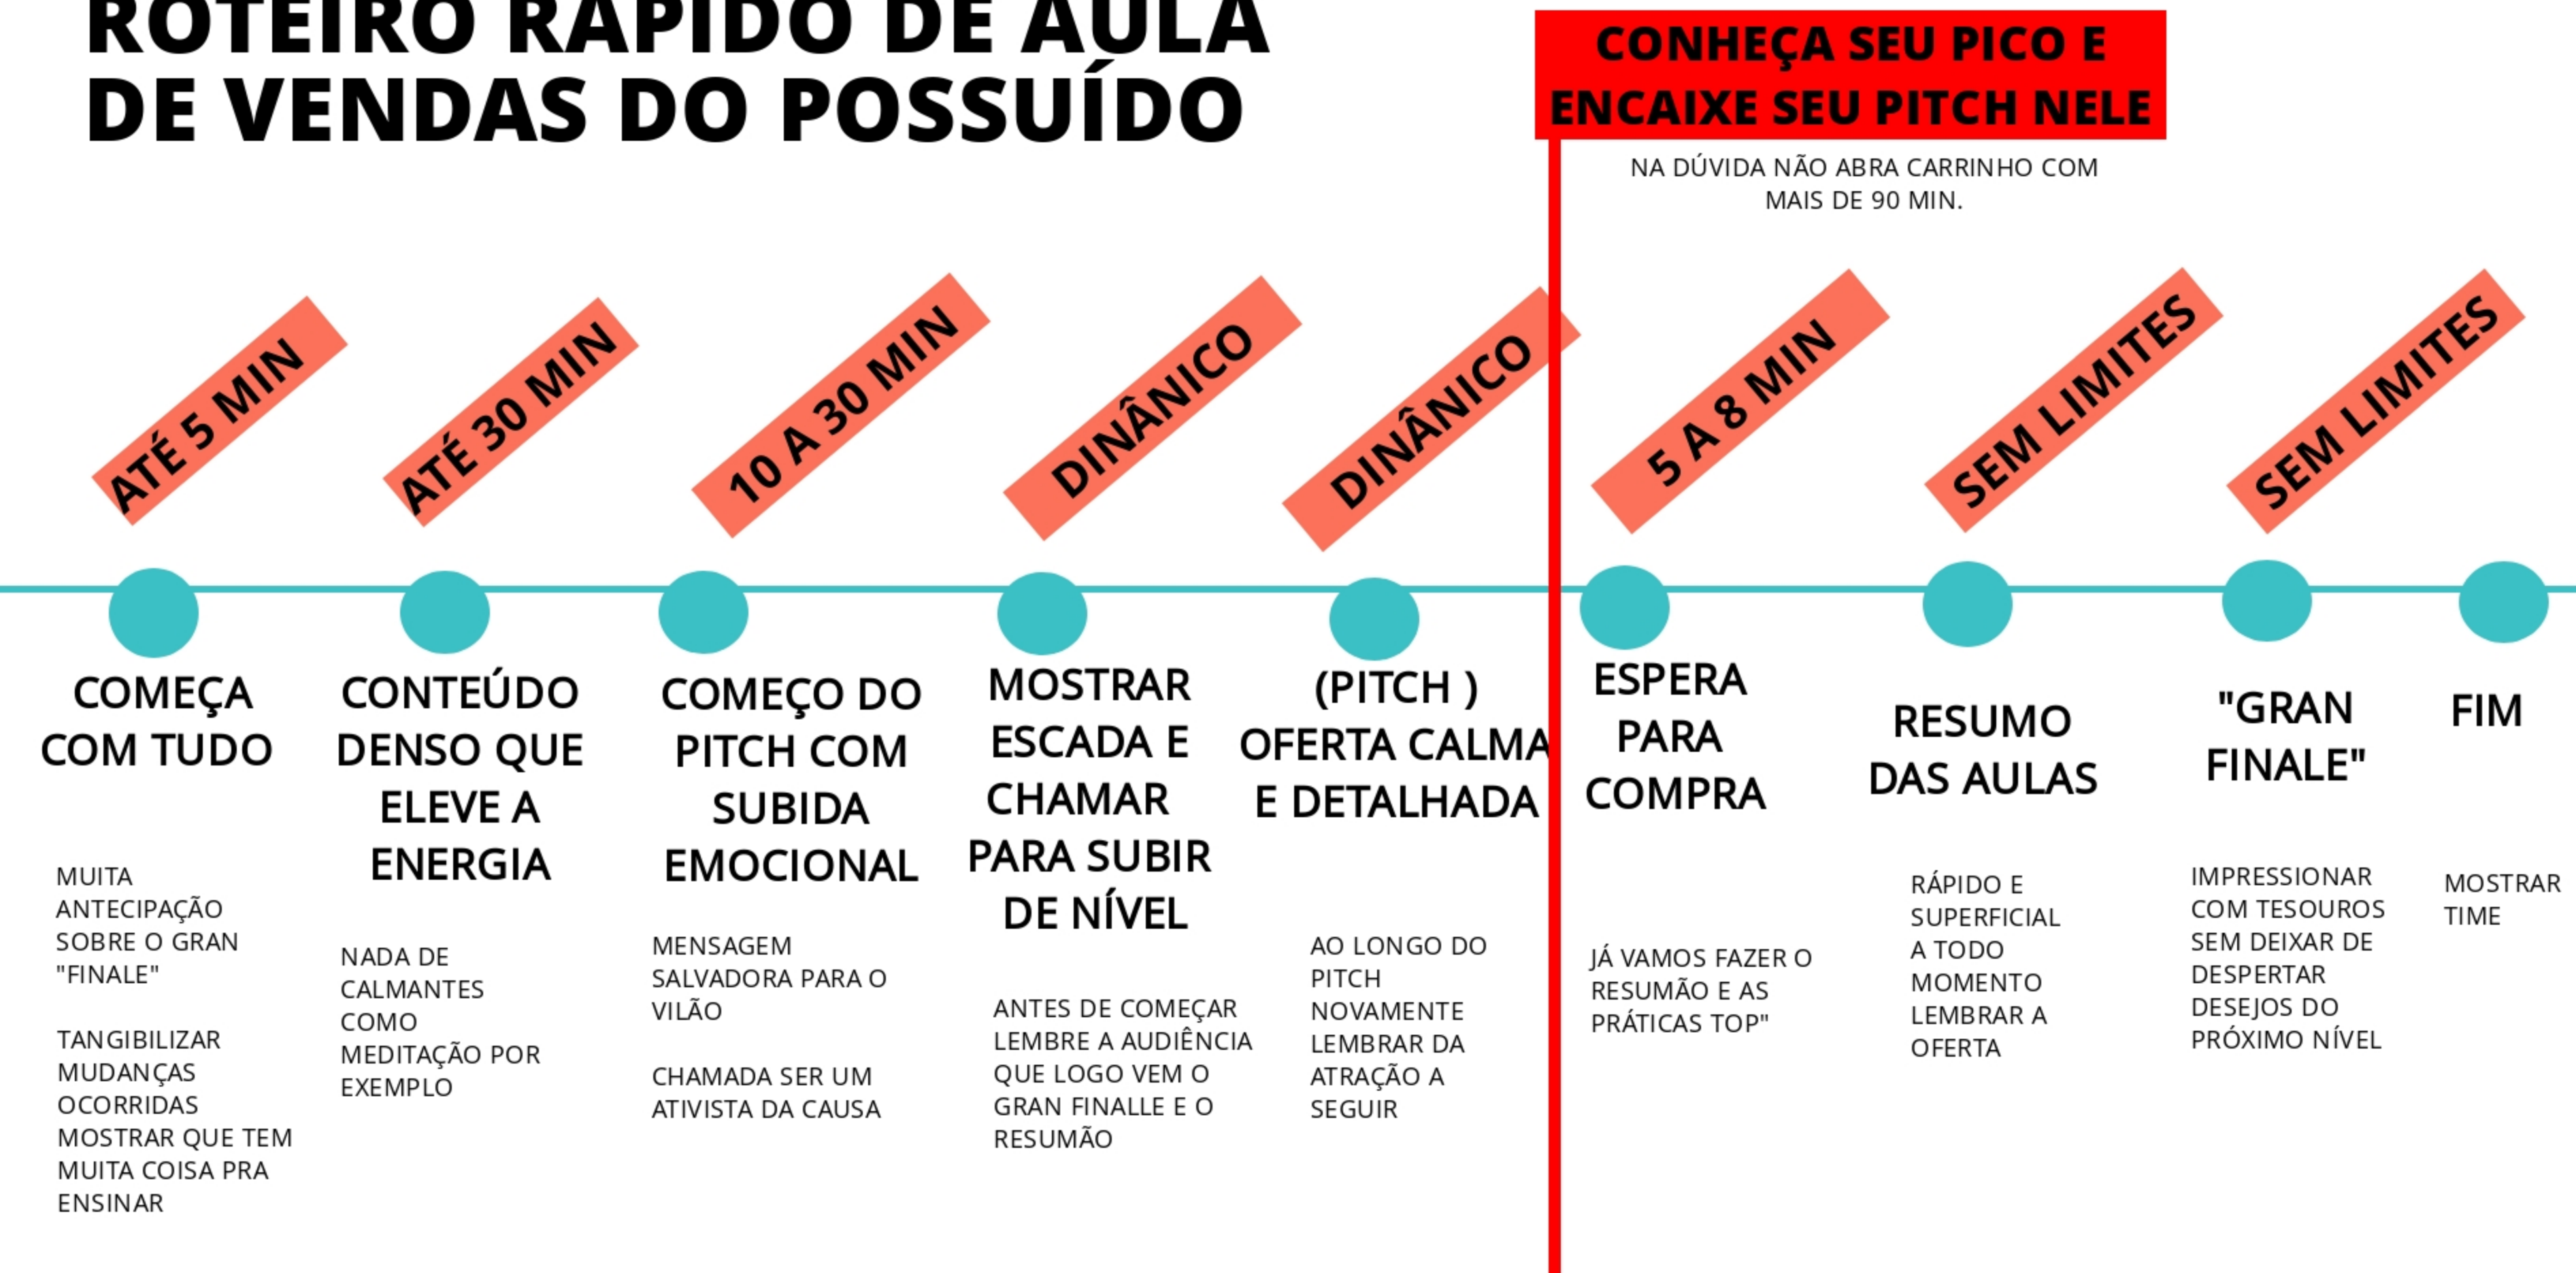 ROTEIRO RÁPIDO DE AULA
DE VENDAS DO POSSUÍDO
CONHEÇA SEU PICO E
ENCAIXE SEU PITCH NELE
NA DÚVIDA NÃO ABRA CARRINHO COM
MAIS DE 90 MIN.
ATÉ 5 MIN
ATÉ 30 MIN
10 A 30 MIN
DINÂNICO
DINÂNICO
5 A 8 MIN
SEM LIMITES
SEM LIMITES
COMEÇA
COM TUDO
MUITA
ANTECIPAÇÃO
SOBRE O GRAN
"FINALE"
TANGIBILIZAR
MUDANÇAS
OCORRIDAS
MOSTRAR QUE TEM
MUITA COISA PRA
ENSINAR
CONTEÚDO
DENSO QUE
ELEVE A
ENERGIA
NADA DE
CALMANTES
COMO
MEDITAÇÃO POR
EXEMPLO
COMEÇO DO
PITCH COM
SUBIDA
EMOCIONAL
MENSAGEM
SALVADORA PARA O
VILÃO
CHAMADA SER UM
ATIVISTA DA CAUSA
MOSTRAR
ESCADA E
CHAMAR
PARA SUBIR
DE NÍVEL
ANTES DE COMEÇAR
LEMBRE A AUDIÊNCIA
QUE LOGO VEM O
GRAN FINALLE E O
RESUMÃO
(PITCH )
OFERTA CALMA
E DETALHADA
AO LONGO DO
PITCH
NOVAMENTE
LEMBRAR DA
ATRAÇÃO A
SEGUIR
ESPERA
PARA
COMPRA
JÁ VAMOS FAZER O
RESUMÃO E AS
PRÁTICAS TOP"
RESUMO
DAS AULAS
RÁPIDO E
SUPERFICIAL
A TODO
MOMENTO
LEMBRAR A
OFERTA
"GRAN
FINALE"
IMPRESSIONAR
COM TESOUROS
SEM DEIXAR DE
DESPERTAR
DESEJOS DO
PRÓXIMO NÍVEL
FIM
MOSTRAR
TIME